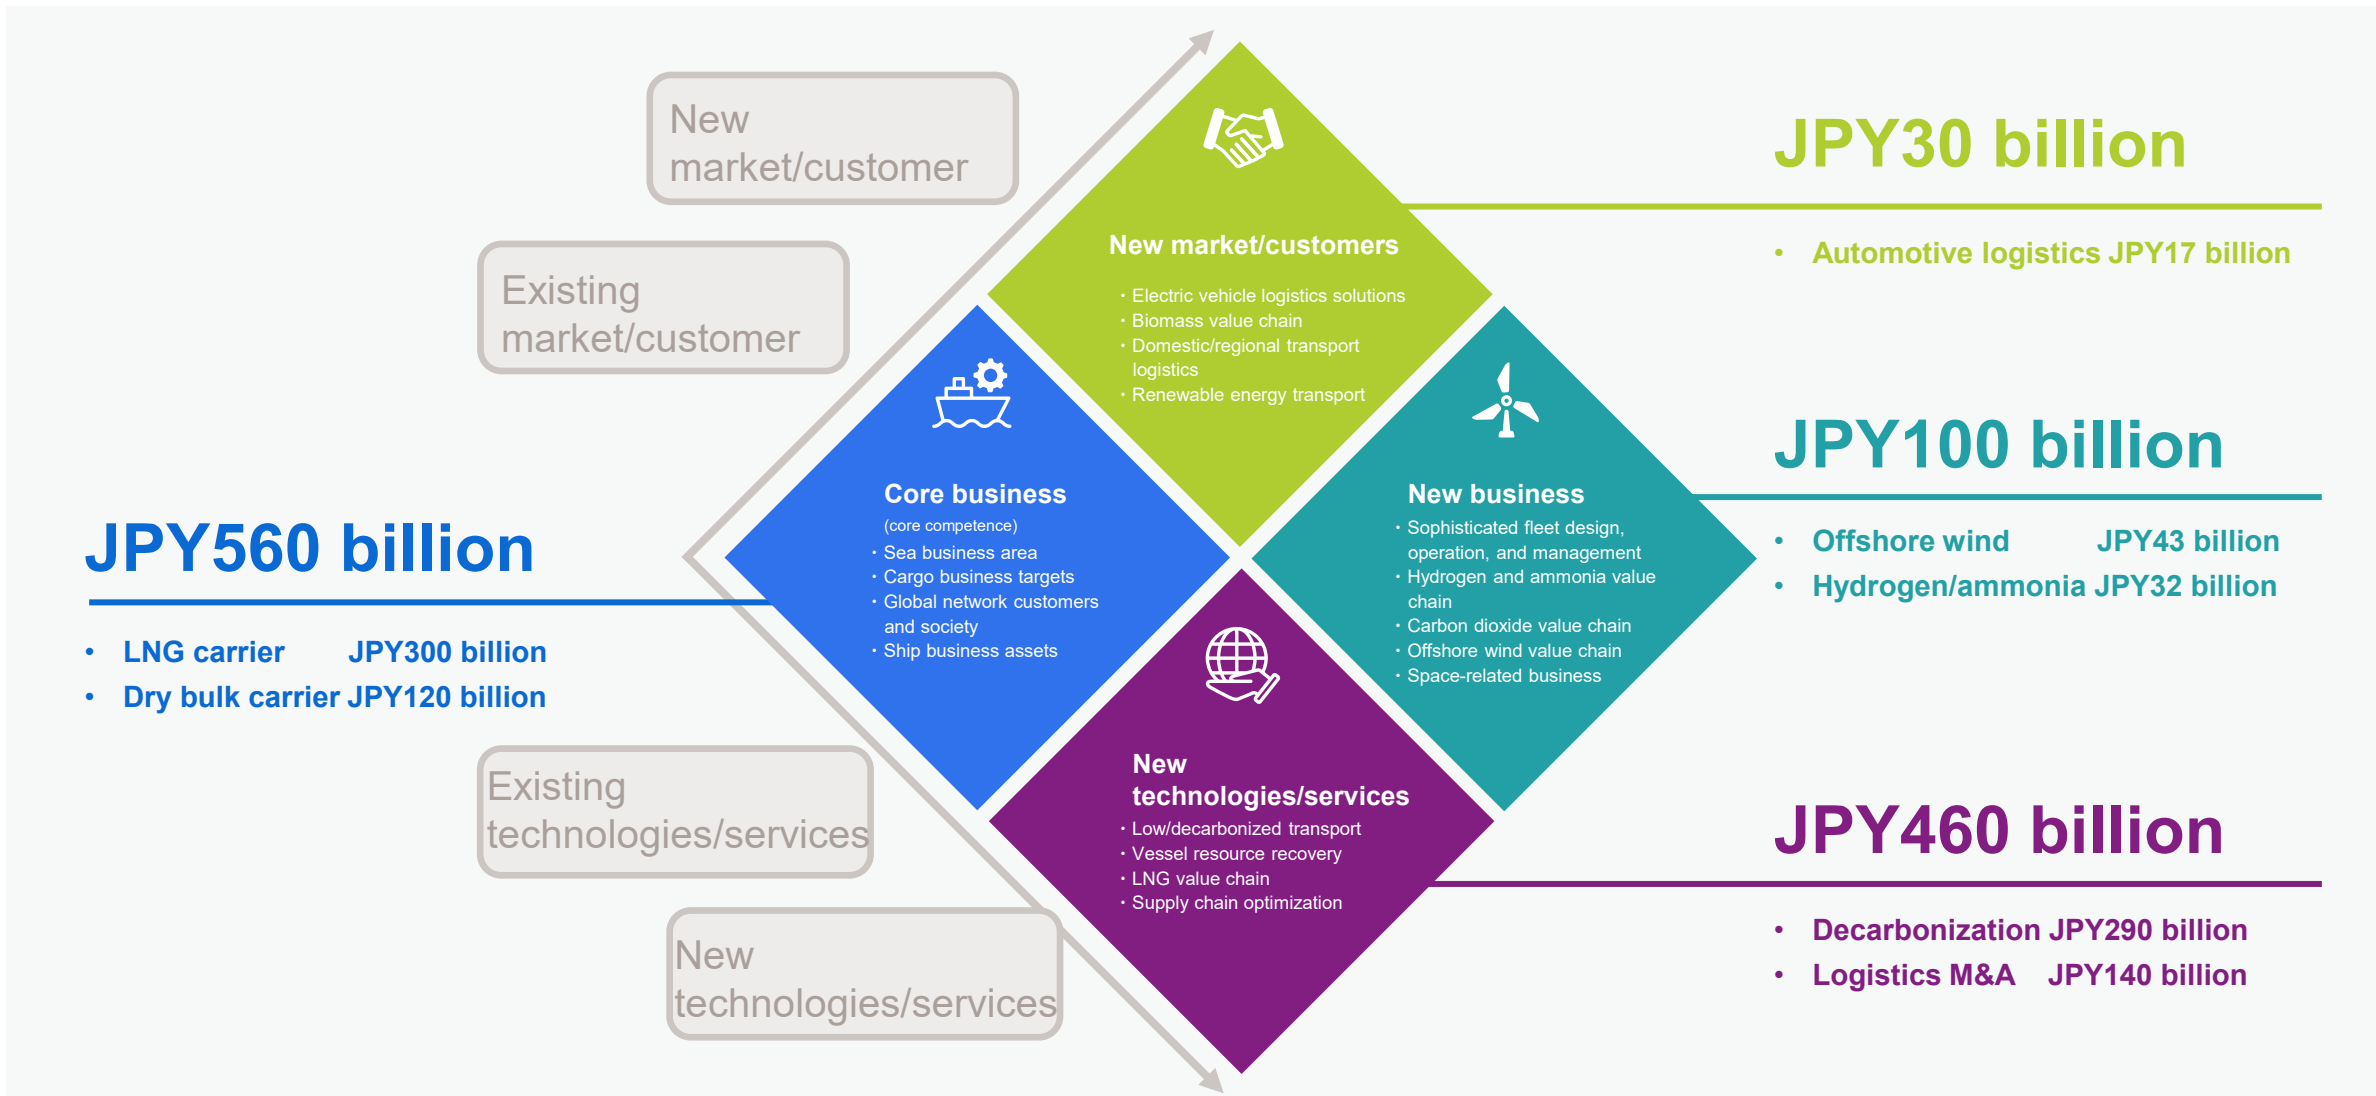 New
market/customer
Existing
market/customer
JPY560 billion
• LNG carrier JPY300 billion
• Dry bulk carrier JPY120 billion
Existing
technologies/services
New
technologies/services
New market/customers
・Electric vehicle logistics solutions
・Biomass value chain
・Domestic/regional transport
logistics
・Renewable energy transport
Core business
(core competence)
・Sea business area
・Cargo business targets
・Global network customers
and society
・Ship business assets
New business
・Sophisticated fleet design,
operation, and management
・Hydrogen and ammonia value
chain
・Carbon dioxide value chain
・Offshore wind value chain
・Space-related business
New
technologies/services
・Low/decarbonized transport
・Vessel resource recovery
・LNG value chain
・Supply chain optimization
JPY30 billion
• Automotive logistics JPY17 billion
JPY100 billion
• Offshore wind JPY43 billion
• Hydrogen/ammonia JPY32 billion
JPY460 billion
• Decarbonization JPY290 billion
• Logistics M&A JPY140 billion